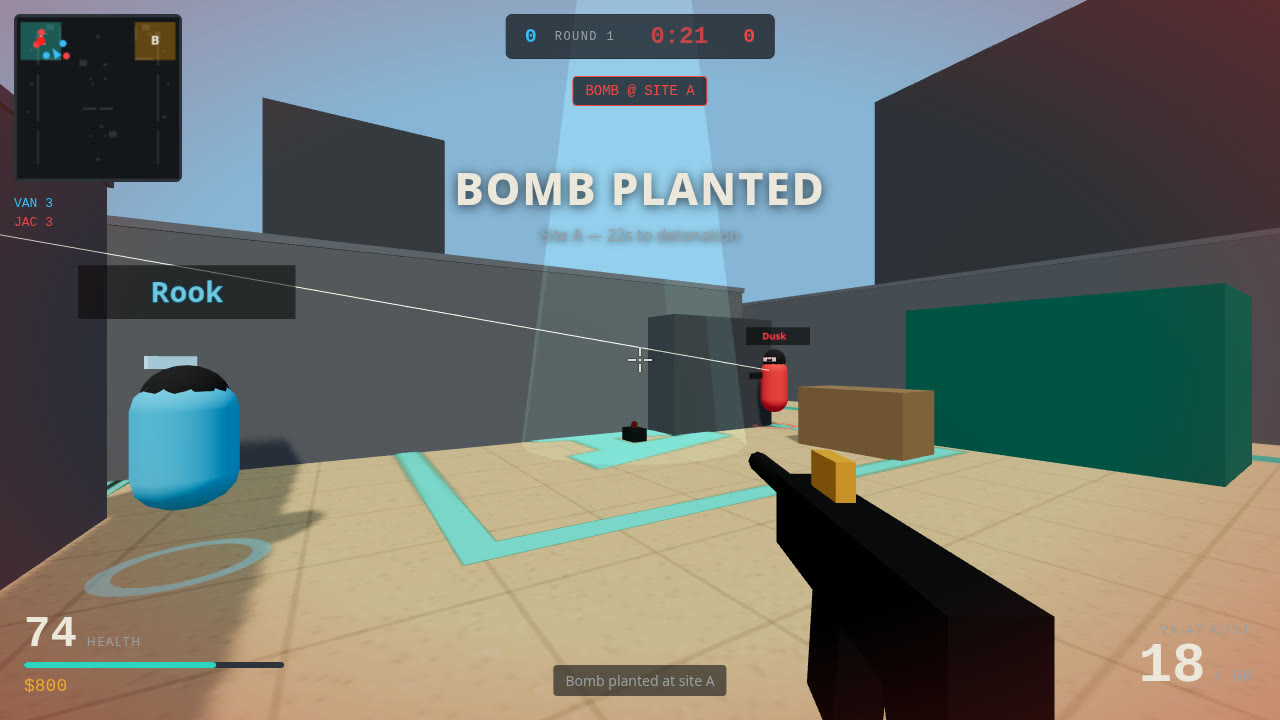 B
0 ROUND 1 0:21 0
BOMB @ SITE A
BOMB PLANTED
Site A — 22s to detonation
VAN 3
JAC 3
Rook
Dusk
74 HEALTH
$800
Bomb planted at site A
18